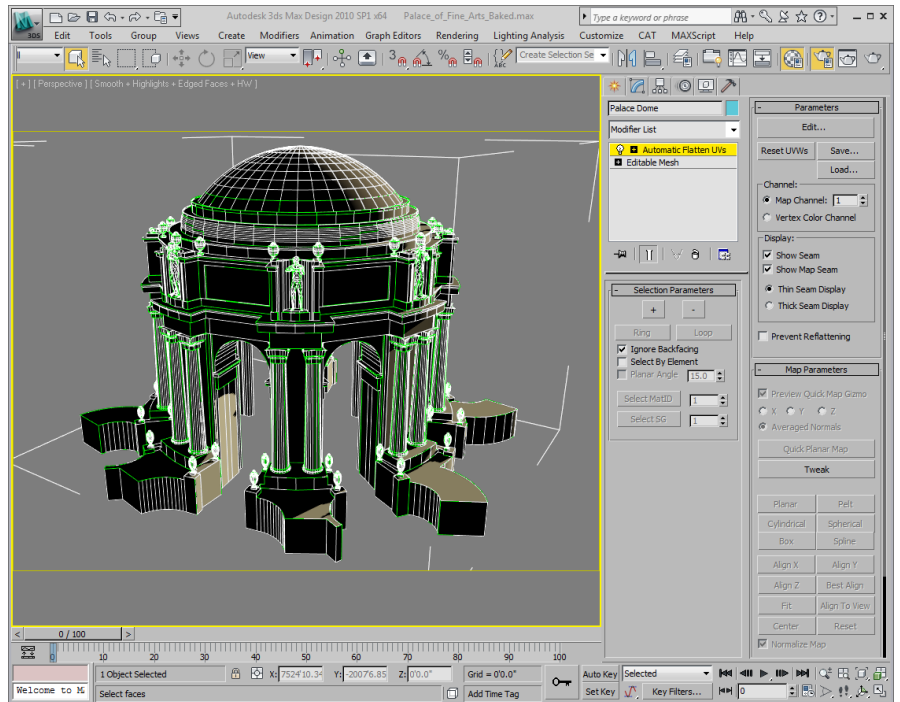 Autodesk 3ds Max Design 2010 SP1 x64 Palace_of_Fine_Arts_Baked.max
Type a keyword or phrase
3DS
Edit Tools Group Views Create Modifiers Animation Graph Editors Rendering Lighting Analysis Customize CAT MAXScript Help
View
3
Create Selection Se
[ + ] [ Perspective ] [ Smooth + Highlights + Edged Faces + HW ]
Palace Dome
Modifier List
Automatic Flatten UVs
Editable Mesh
- Selection Parameters
+ -
Ring Loop
Ignore Backfacing
Select By Element
Planar Angle 15.0
Select MatID 1
Select SG 1
- Parameters
Edit...
Reset UVWs Save...
Load...
Channel:
Map Channel: 1
Vertex Color Channel
Display:
Show Seam
Show Map Seam
Thin Seam Display
Thick Seam Display
Prevent Reflattening
- Map Parameters
Preview Quick Map Gizmo
X Y Z
Averaged Normals
Quick Planar Map
Tweak
Planar Pelt
Cylindrical Spherical
Box Spline
Align X Align Y
Align Z Best Align
Fit Align To View
Center Reset
Normalize Map
< 0 / 100 >
0 10 20 30 40 50 60 70 80 90 100
1 Object Selected X: 7524'10.34 Y: -20076.85 Z: 0'0.0" Grid = 0'0.0" Auto Key Selected
Welcome to Select faces Add Time Tag Set Key Key Filters... 0